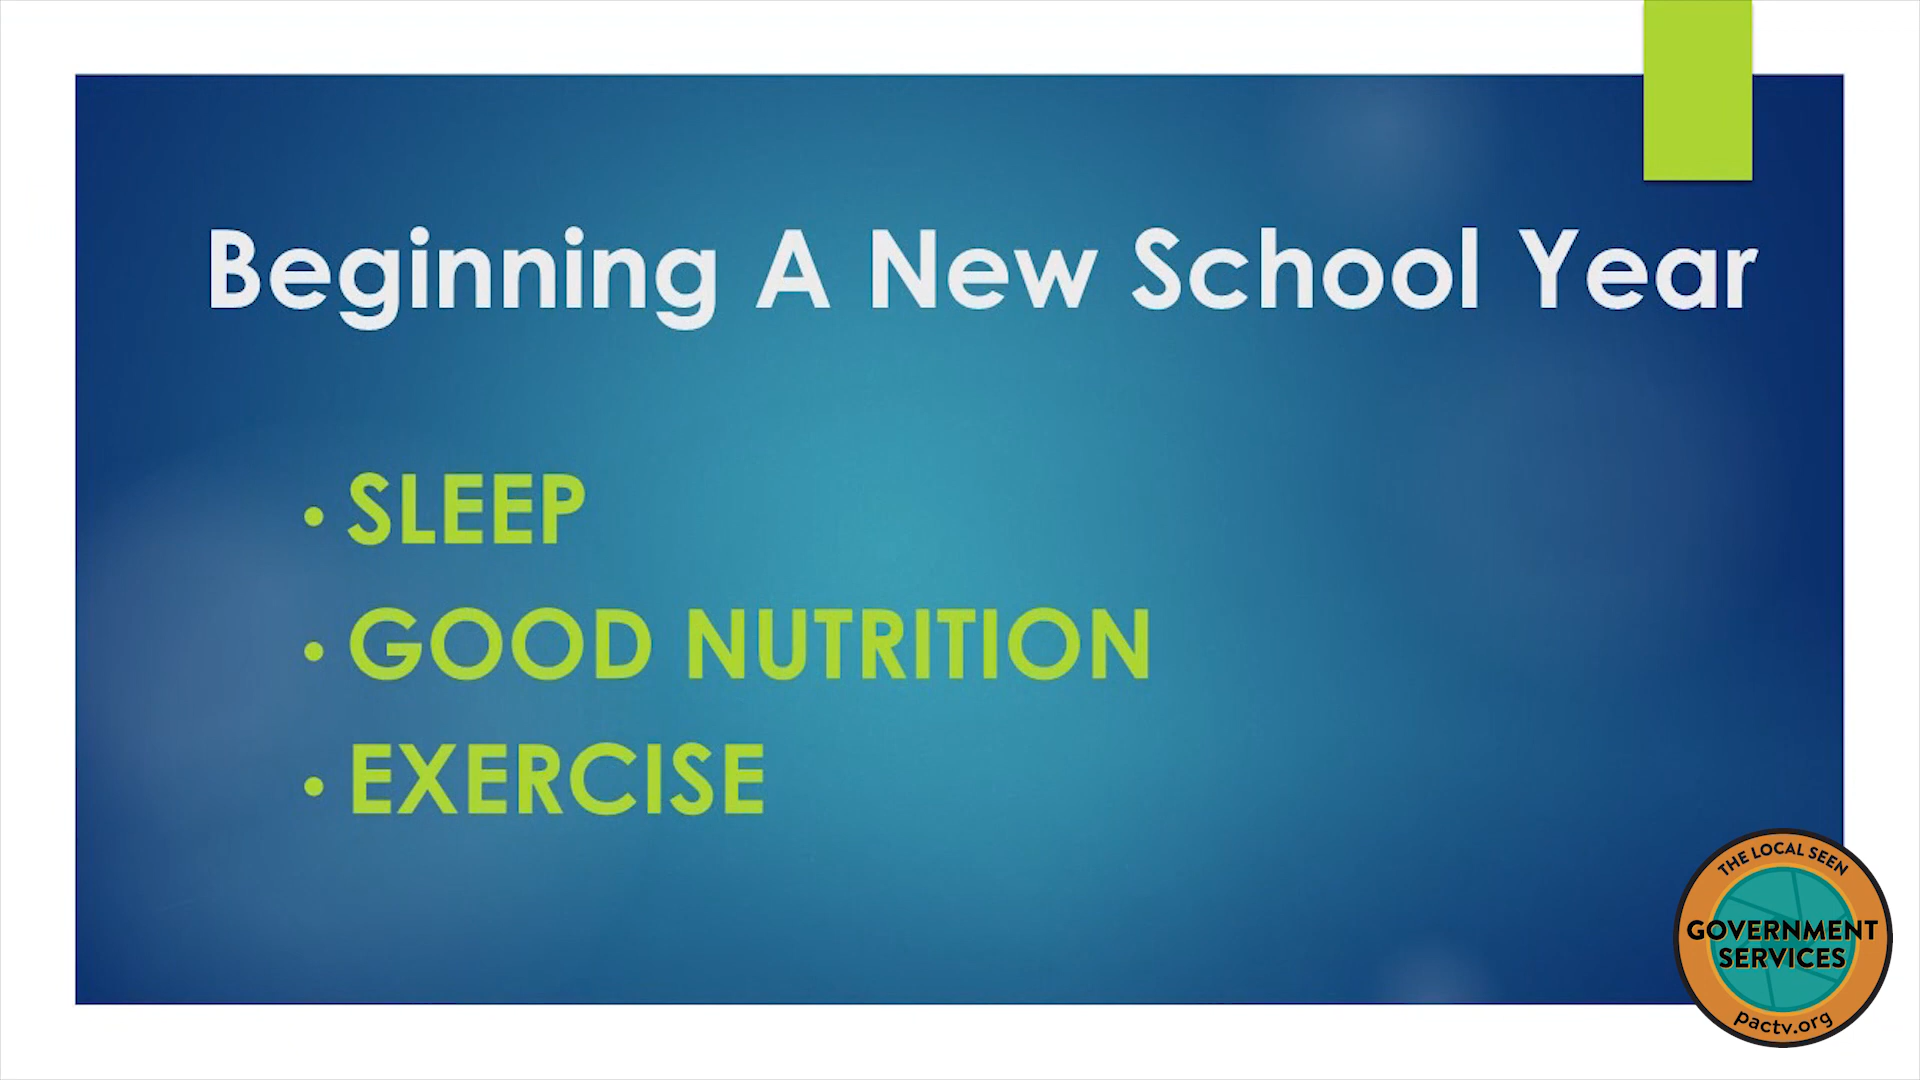 Beginning A New School Year
• SLEEP
• GOOD NUTRITION
• EXERCISE
THE LOCAL SEEN
GOVERNMENT
SERVICES
pactv.org